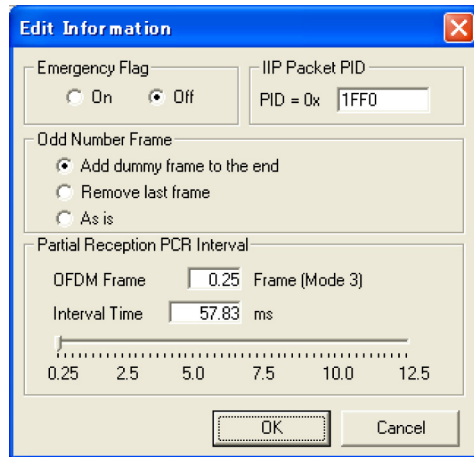 Edit Information
Emergency Flag
On Off
IIP Packet PID
PID = 0x 1FF0
Odd Number Frame
Add dummy frame to the end
Remove last frame
As is
Partial Reception PCR Interval
OFDM Frame 0.25 Frame (Mode 3)
Interval Time 57.83 ms
0.25 2.5 5.0 7.5 10.0 12.5
OK Cancel